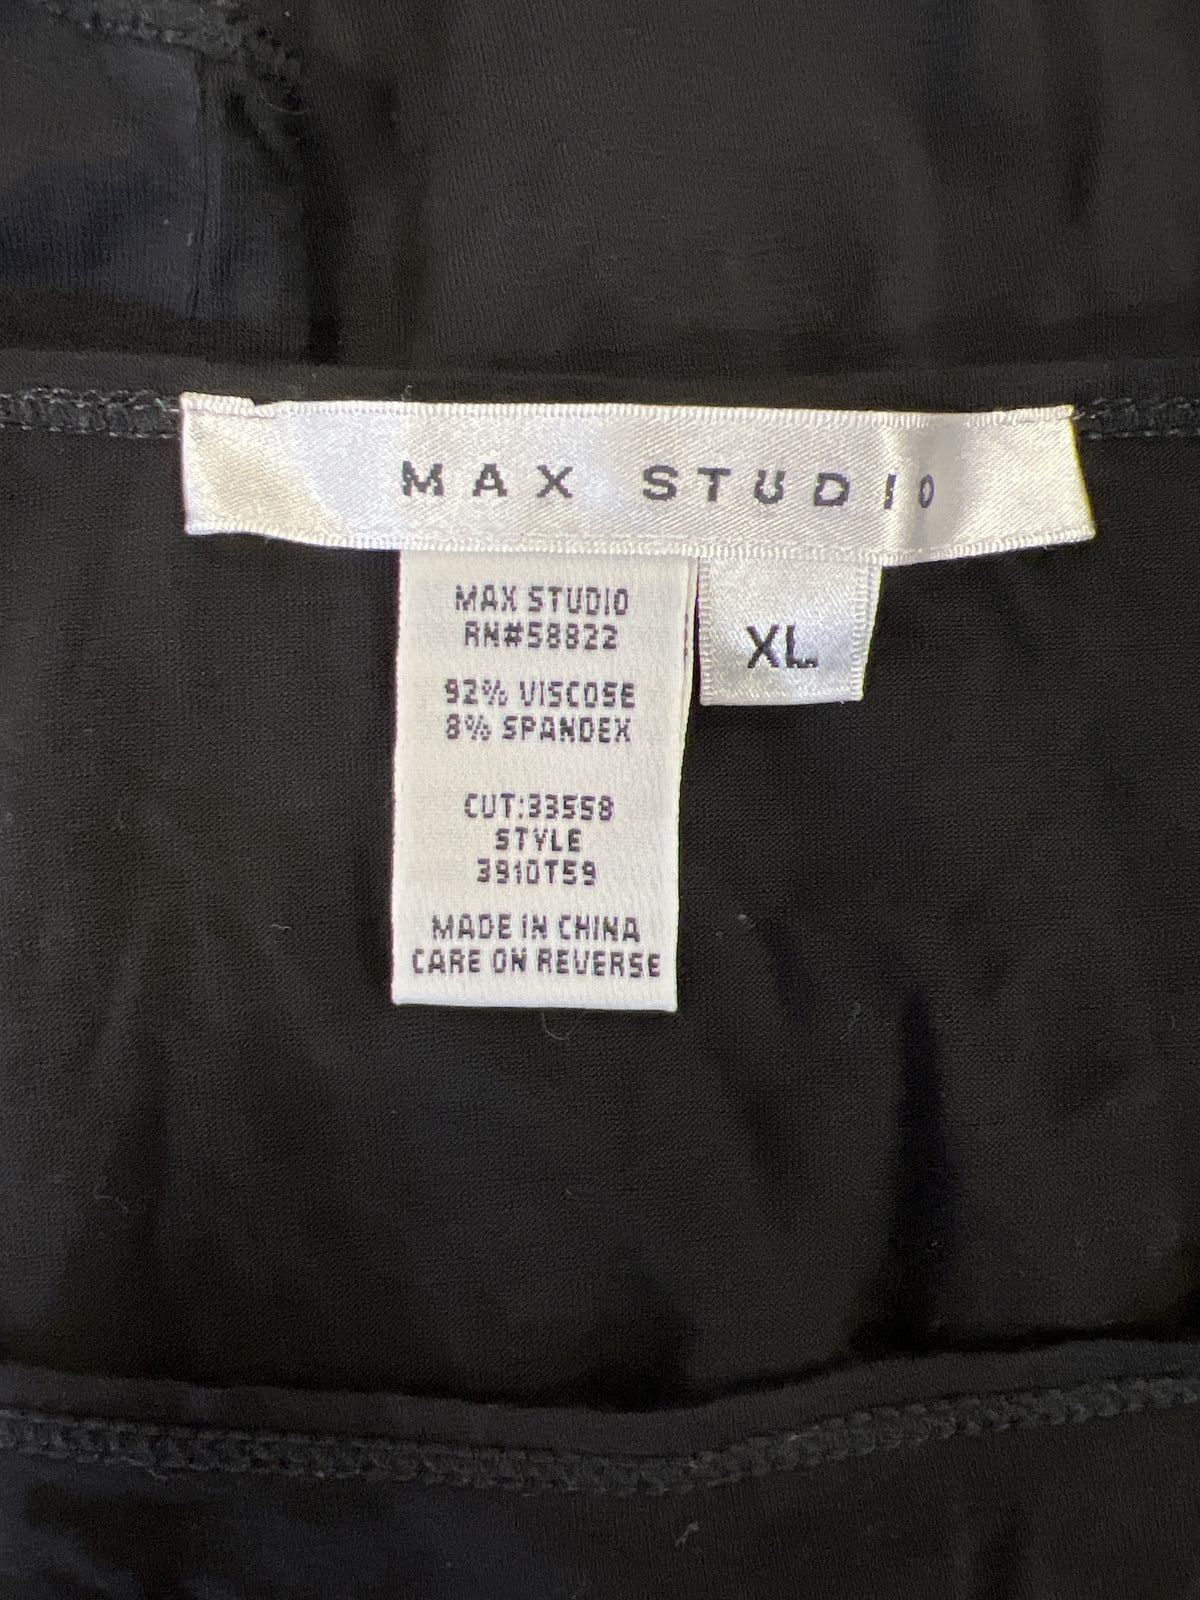 MAX STUDIO
XL
MAX STUDIO
RN#58822
92% VISCOSE
8% SPANDEX
CUT:33558
STYLE
3910T59
MADE IN CHINA
CARE ON REVERSE